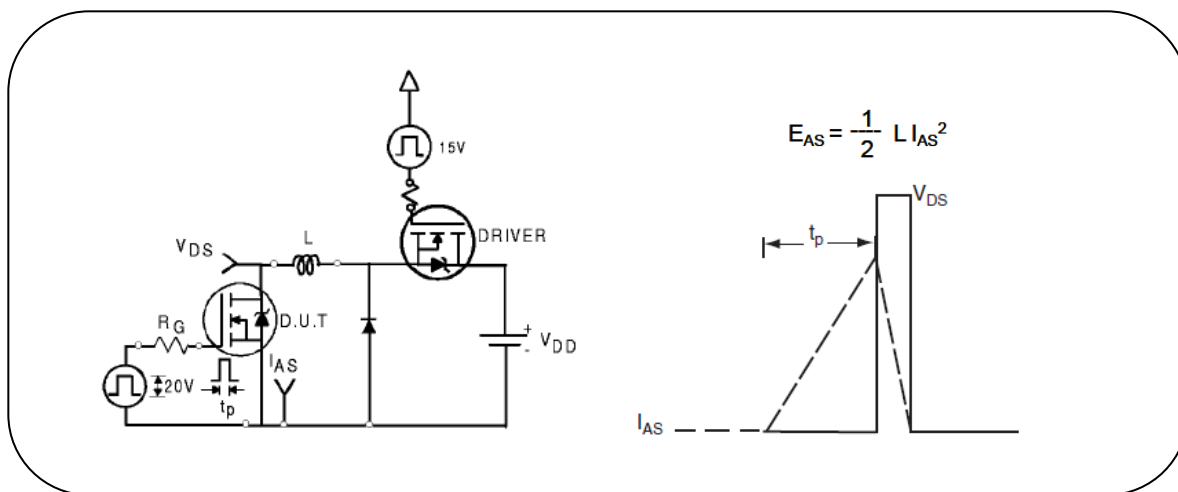 15V
DRIVER
L
VDS
D.U.T
RG
IAS
20V
tp
+
-
VDD
EAS = 1/2 L IAS²
VDS
tp
IAS